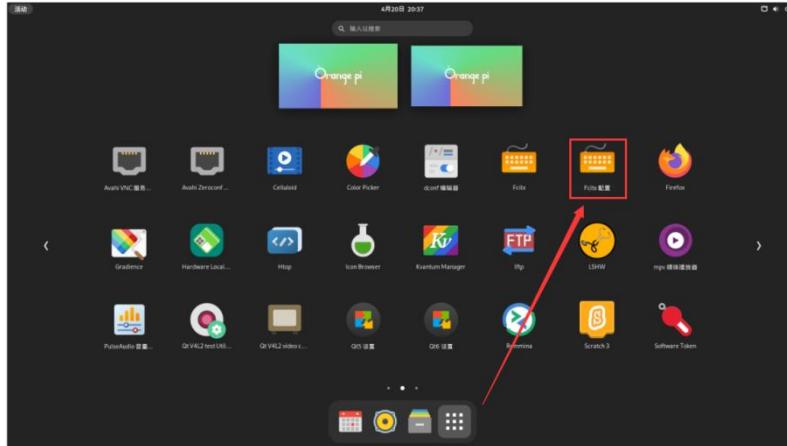 活动
4月20日 20:37
输入以搜索
Orange pi
Orange pi
Avahi VNC 服务...
Avahi Zeroconf ...
Celluloid
Color Picker
dconf 编辑器
Fcitx
Fcitx 配置
Firefox
Gradience
Hardware Local...
Htop
Icon Browser
Kvantum Manager
lftp
LSHW
mpv 媒体播放器
Kv
FTP
PulseAudio 音量...
Qt V4L2 test Utili...
Qt V4L2 video c...
Qt5 设置
Qt6 设置
Remmina
Scratch 3
Software Token